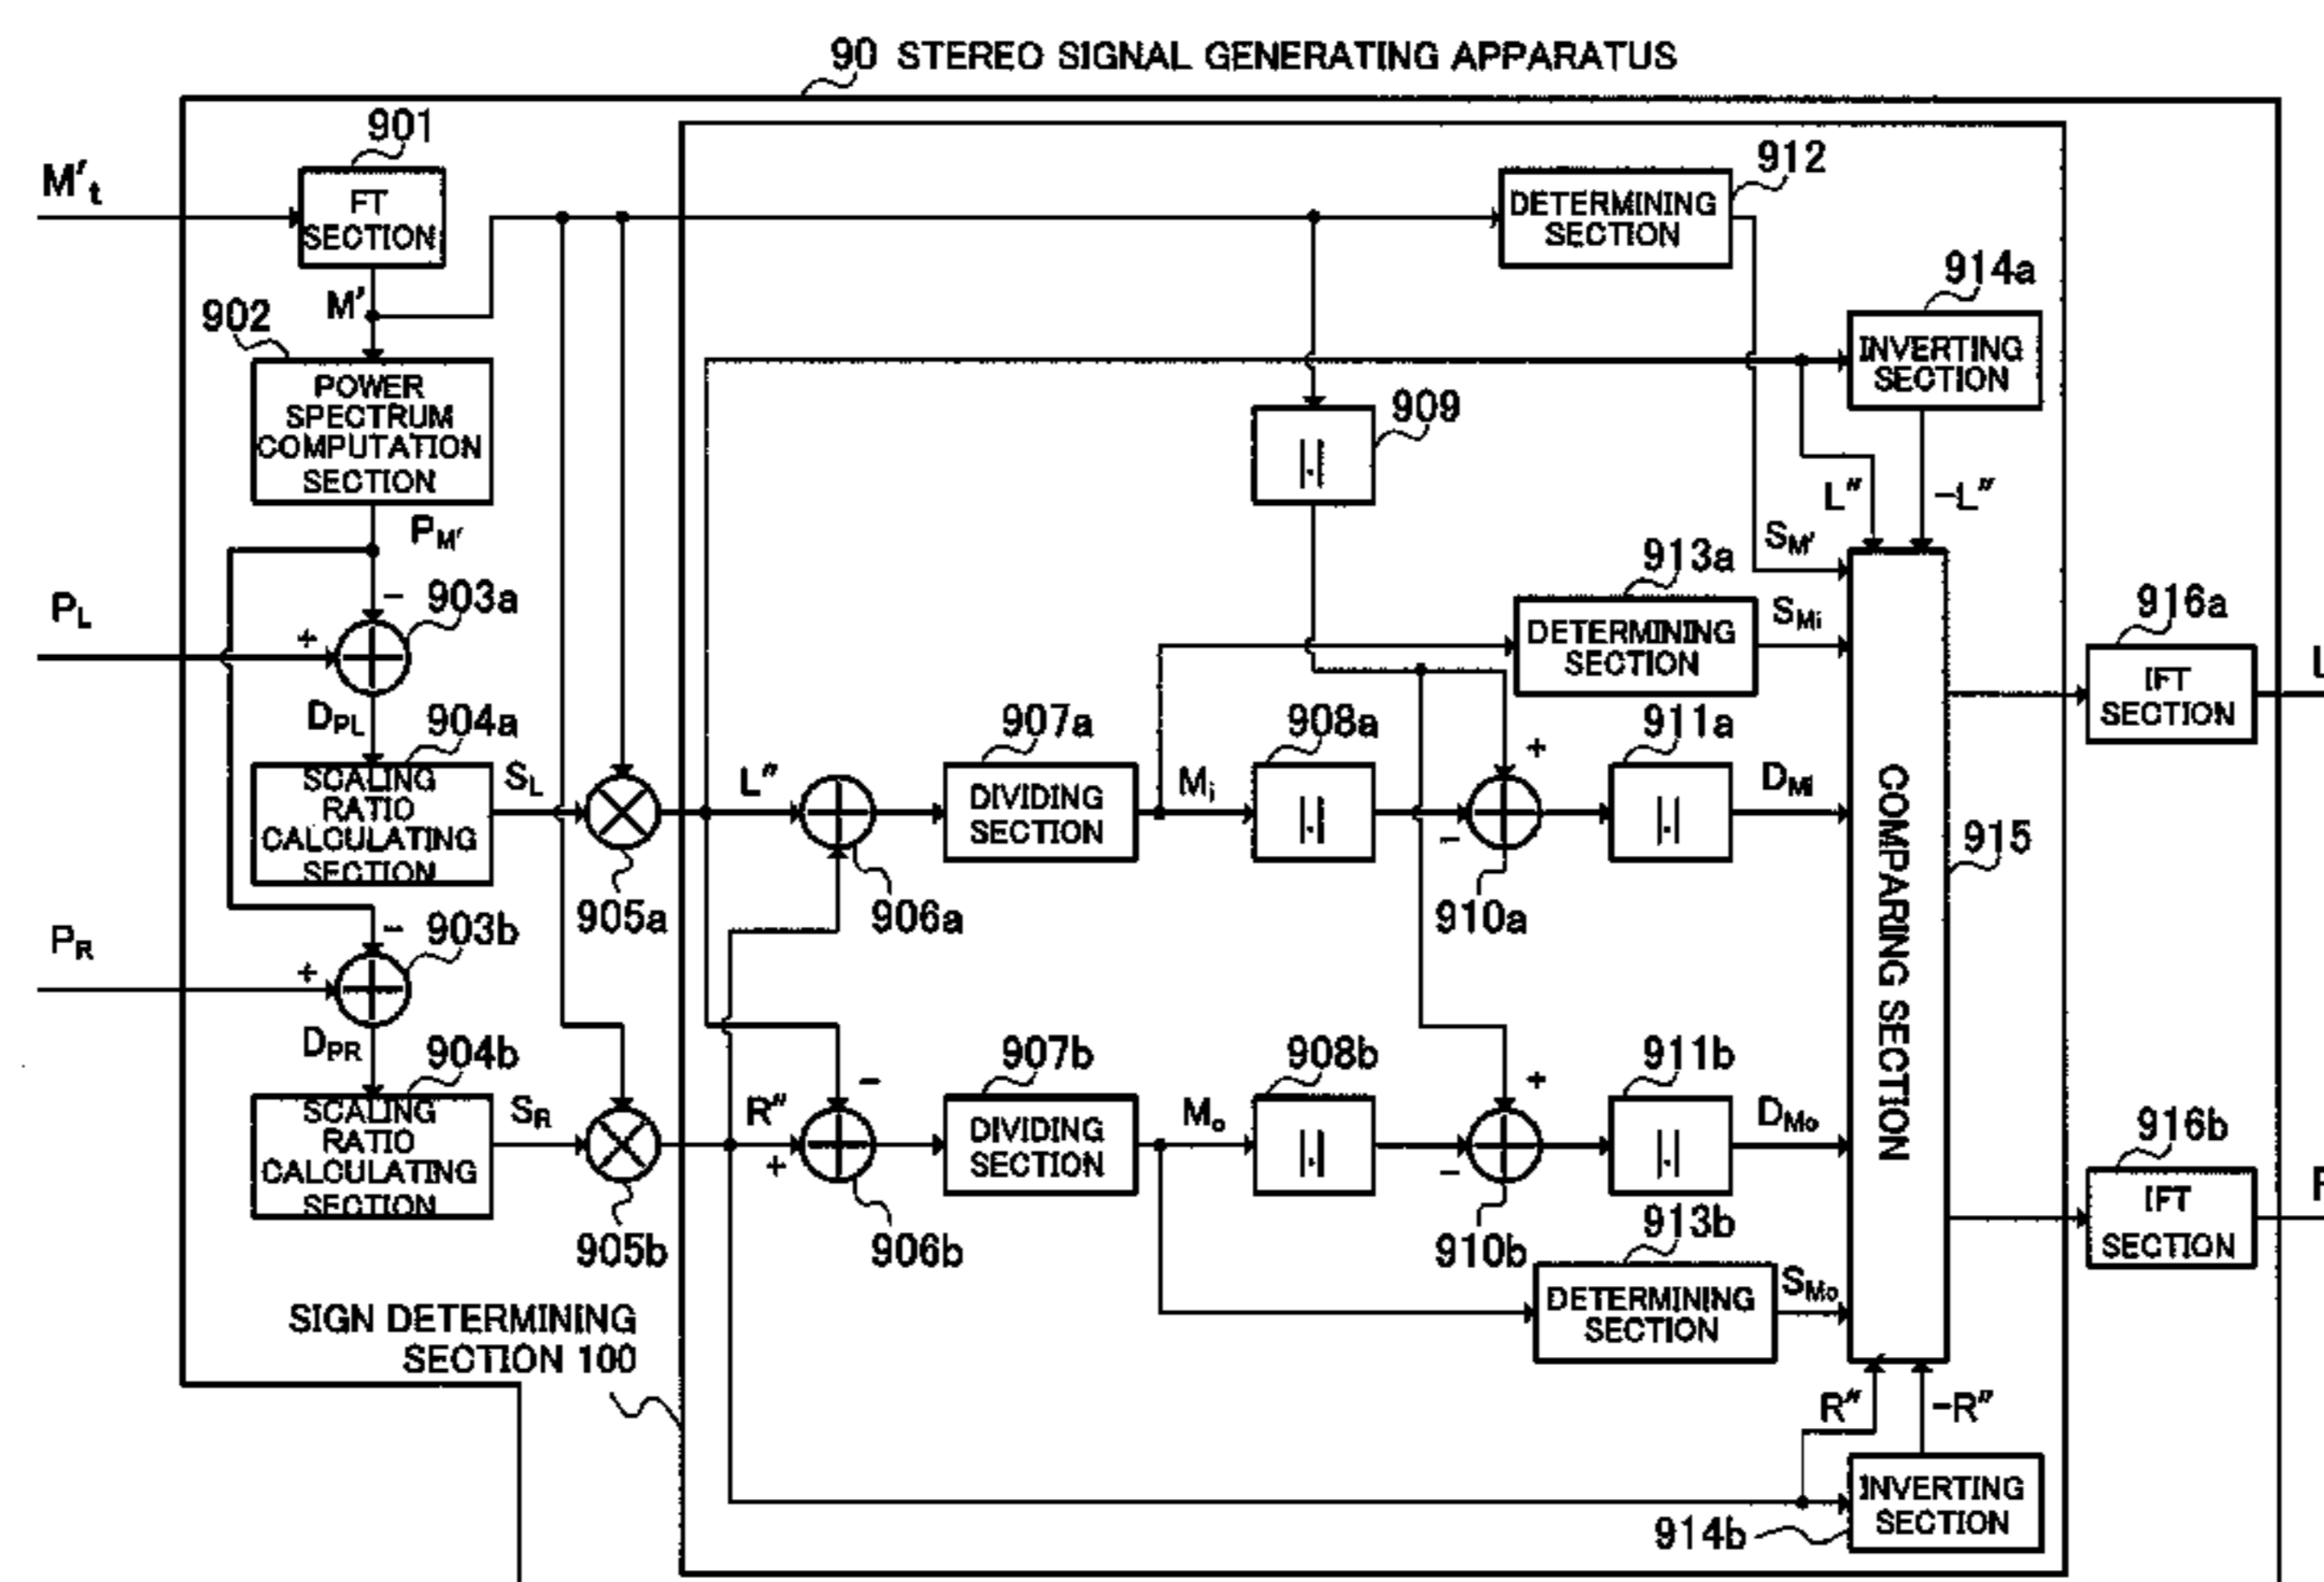 90 STEREO SIGNAL GENERATING APPARATUS
901
M't
FT
SECTION
912
DETERMINING
SECTION
914a
M'
902
INVERTING
SECTION
POWER
SPECTRUM
COMPUTATION
SECTION
909
|.|
L"
-L"
PM'
SM'
903a
-
PL
+
913a
DETERMINING
SECTION
SMi
916a
IFT
SECTION
L
DPL
904a
SCALING
RATIO
CALCULATING
SECTION
SL
905a
L"
906a
907a
DIVIDING
SECTION
Mi
908a
|.|
+
-
910a
911a
|.|
DMi
COMPARING SECTION
915
903b
-
PR
+
DPR
904b
SCALING
RATIO
CALCULATING
SECTION
SR
905b
R"
-
+
906b
907b
DIVIDING
SECTION
Mo
908b
|.|
+
-
910b
911b
|.|
DMo
916b
IFT
SECTION
913b
DETERMINING
SECTION
SMo
SIGN DETERMINING
SECTION 100
R"
-R"
INVERTING
SECTION
914b